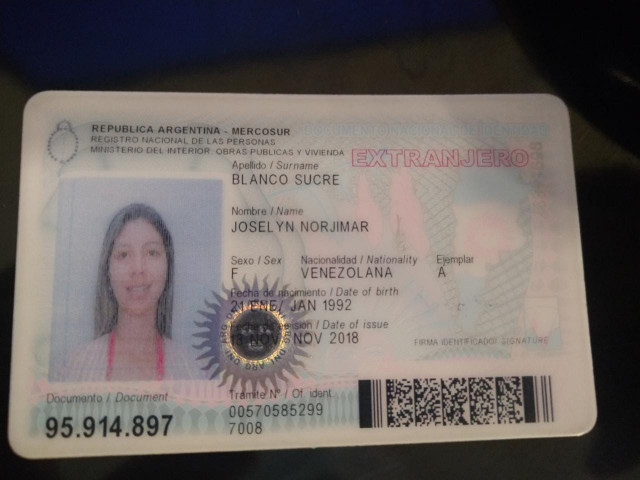 REPUBLICA ARGENTINA - MERCOSUR
REGISTRO NACIONAL DE LAS PERSONAS
MINISTERIO DEL INTERIOR, OBRAS PUBLICAS Y VIVIENDA
EXTRANJERO
Apellido / Surname
BLANCO SUCRE
Nombre / Name
JOSELYN NORJIMAR
Sexo / Sex Nacionalidad / Nationality Ejemplar
F VENEZOLANA A
Fecha de nacimiento / Date of birth
21 ENE/ JAN 1992
/ Date of issue
13 NOV/ NOV 2018
FIRMA IDENTIFICADO/ SIGNATURE
Documento / Document
95.914.897
Trámite Nº / Of. ident.
00570585299
7008